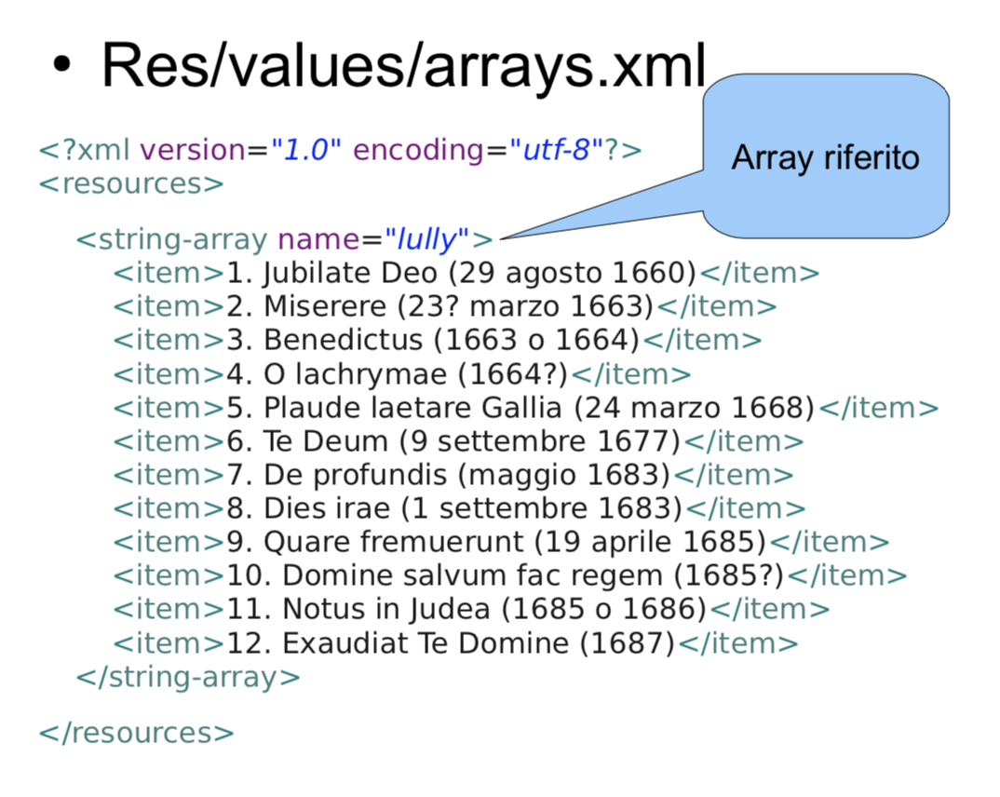 • Res/values/arrays.xml
Array riferito
<?xml version="1.0" encoding="utf-8"?>
<resources>
<string-array name="lully">
<item>1. Jubilate Deo (29 agosto 1660)</item>
<item>2. Miserere (23? marzo 1663)</item>
<item>3. Benedictus (1663 o 1664)</item>
<item>4. O lachrymae (1664?)</item>
<item>5. Plaude laetare Gallia (24 marzo 1668)</item>
<item>6. Te Deum (9 settembre 1677)</item>
<item>7. De profundis (maggio 1683)</item>
<item>8. Dies irae (1 settembre 1683)</item>
<item>9. Quare fremuerunt (19 aprile 1685)</item>
<item>10. Domine salvum fac regem (1685?)</item>
<item>11. Notus in Judea (1685 o 1686)</item>
<item>12. Exaudiat Te Domine (1687)</item>
</string-array>
</resources>